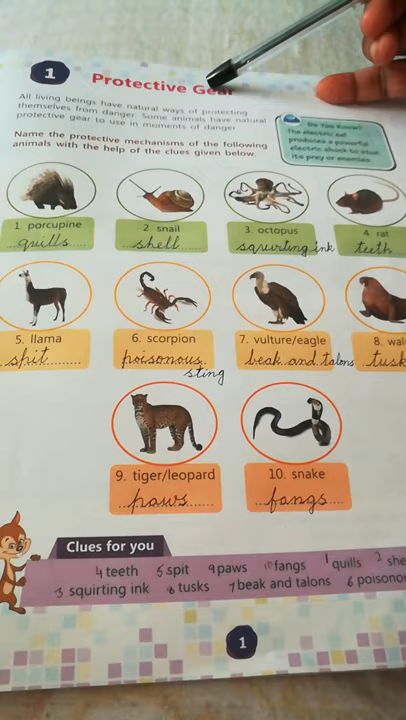 1
Protective Gear
All living beings have natural ways of protecting
themselves from danger. Some animals have natural
protective gear to use in moments of danger
Name the protective mechanisms of the following
animals with the help of the clues given below.
Do You Know?
The electric eel
produces a powerful
electric shock to stun
its prey or enemies.
1. porcupine 2. snail 3. octopus 4. rat
quills shell squirting ink teeth
5. llama 6. scorpion 7. vulture/eagle 8. wal
spit poisonous sting beak and talons tusk
9. tiger/leopard 10. snake
paws fangs
Clues for you
4 teeth 5 spit 9 paws 10 fangs 1 quills 2 she
3 squirting ink 8 tusks 7 beak and talons 6 poisono
1